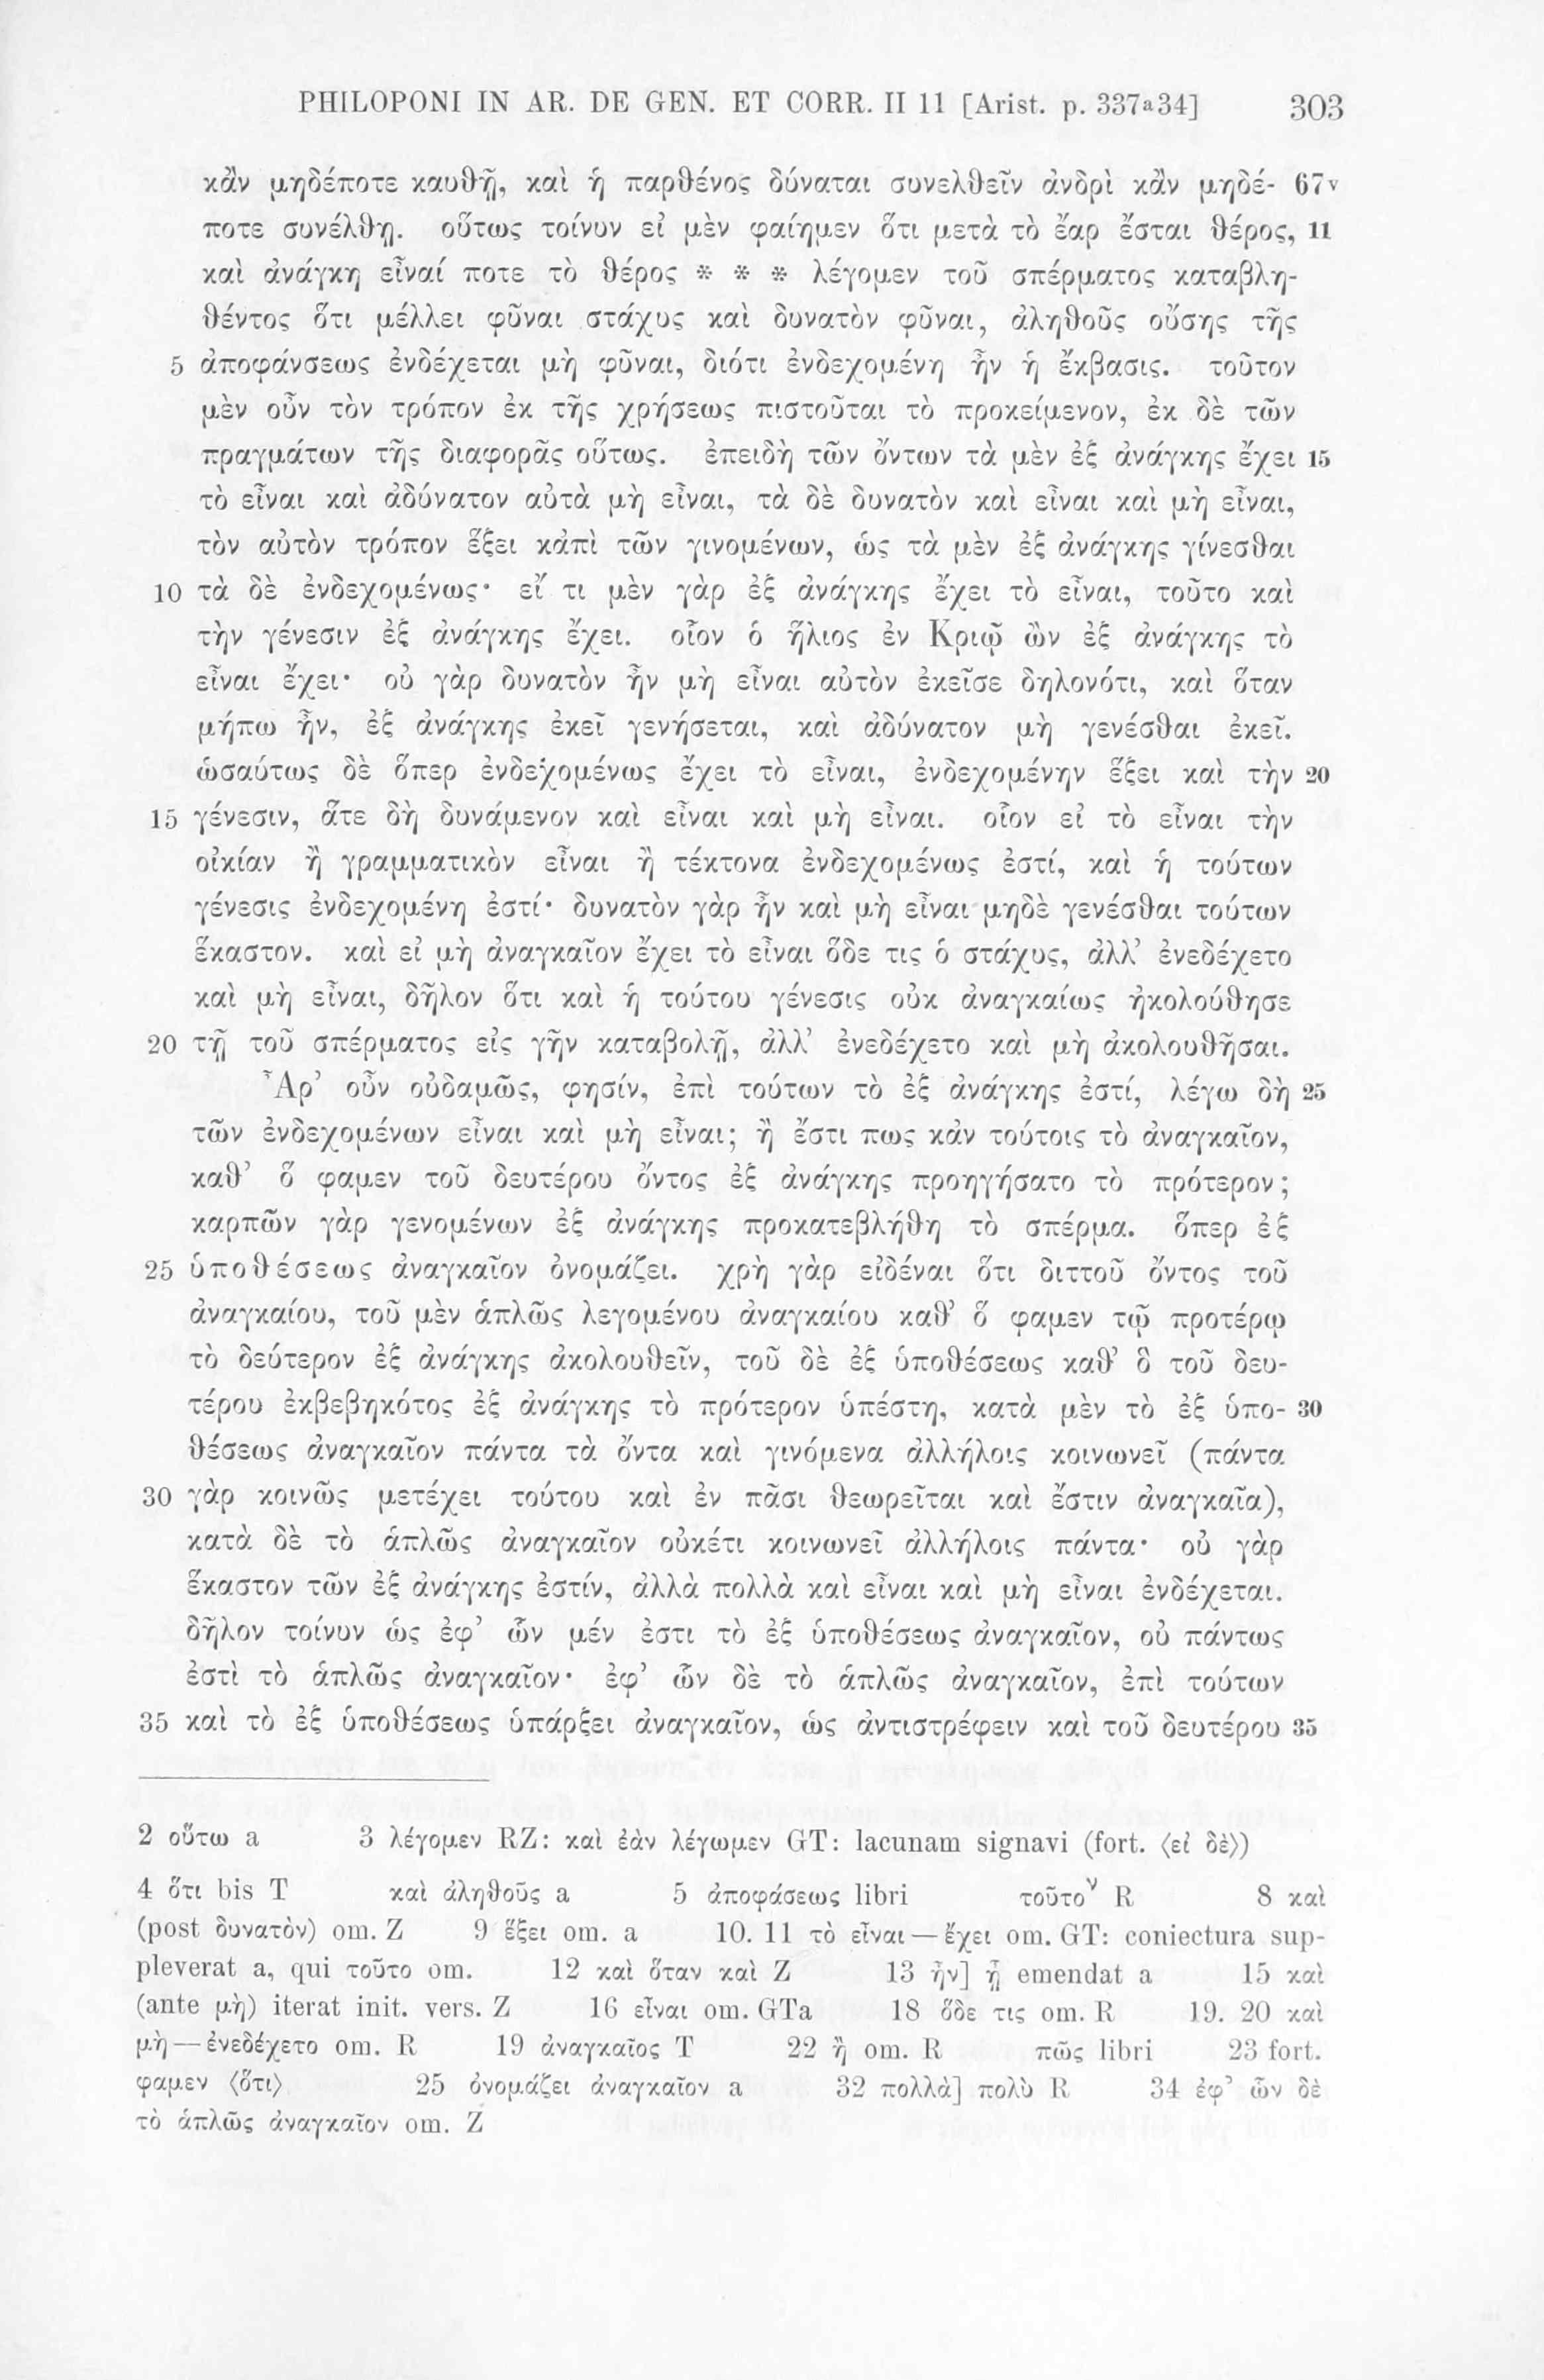 PHILOPONI IN AR. DE GEN. ET CORR. II 11 [Arist. p. 337a34] 303
κἂν μηδέποτε καυθῇ, καὶ ἡ παρθένος δύναται συνελθεῖν ἀνδρὶ κἂν μηδέ- 67v
ποτε συνέλθῃ. οὕτως τοίνυν εἰ μὲν φαίημεν ὅτι μετὰ τὸ ἔαρ ἔσται θέρος, 11
καὶ ἀνάγκη εἶναί ποτε τὸ θέρος * * * λέγομεν τοῦ σπέρματος καταβλη-
θέντος ὅτι μέλλει φῦναι στάχυς καὶ δυνατὸν φῦναι, ἀληθοῦς οὔσης τῆς
5 ἀποφάνσεως ἐνδέχεται μὴ φῦναι, διότι ἐνδεχομένη ἦν ἡ ἔκβασις. τοῦτον
μὲν οὖν τὸν τρόπον ἐκ τῆς χρήσεως πιστοῦται τὸ προκείμενον, ἐκ δὲ τῶν
πραγμάτων τῆς διαφορᾶς οὕτως. ἐπειδὴ τῶν ὄντων τὰ μὲν ἐξ ἀνάγκης ἔχει 15
τὸ εἶναι καὶ ἀδύνατον αὐτὰ μὴ εἶναι, τὰ δὲ δυνατὸν καὶ εἶναι καὶ μὴ εἶναι,
τὸν αὐτὸν τρόπον ἕξει κἀπὶ τῶν γινομένων, ὡς τὰ μὲν ἐξ ἀνάγκης γίνεσθαι
10 τὰ δὲ ἐνδεχομένως· εἴ τι μὲν γὰρ ἐξ ἀνάγκης ἔχει τὸ εἶναι, τοῦτο καὶ
τὴν γένεσιν ἐξ ἀνάγκης ἔχει. οἷον ὁ ἥλιος ἐν Κριῷ ὢν ἐξ ἀνάγκης τὸ
εἶναι ἔχει· οὐ γὰρ δυνατὸν ἦν μὴ εἶναι αὐτὸν ἐκεῖσε δηλονότι, καὶ ὅταν
μήπω ἦν, ἐξ ἀνάγκης ἐκεῖ γενήσεται, καὶ ἀδύνατον μὴ γενέσθαι ἐκεῖ.
ὡσαύτως δὲ ὅπερ ἐνδεχομένως ἔχει τὸ εἶναι, ἐνδεχομένην ἕξει καὶ τὴν 20
15 γένεσιν, ἅτε δὴ δυνάμενον καὶ εἶναι καὶ μὴ εἶναι. οἷον εἰ τὸ εἶναι τὴν
οἰκίαν ἢ γραμματικὸν εἶναι ἢ τέκτονα ἐνδεχομένως ἐστί, καὶ ἡ τούτων
γένεσις ἐνδεχομένη ἐστί· δυνατὸν γὰρ ἦν καὶ μὴ εἶναι μηδὲ γενέσθαι τούτων
ἕκαστον. καὶ εἰ μὴ ἀναγκαῖον ἔχει τὸ εἶναι ὅδε τις ὁ στάχυς, ἀλλ’ ἐνεδέχετο
καὶ μὴ εἶναι, δῆλον ὅτι καὶ ἡ τούτου γένεσις οὐκ ἀναγκαίως ἠκολούθησε
20 τῇ τοῦ σπέρματος εἰς γῆν καταβολῇ, ἀλλ’ ἐνεδέχετο καὶ μὴ ἀκολουθῆσαι.
Ἆρ’ οὖν οὐδαμῶς, φησίν, ἐπὶ τούτων τὸ ἐξ ἀνάγκης ἐστί, λέγω δὴ 25
τῶν ἐνδεχομένων εἶναι καὶ μὴ εἶναι; ἢ ἔστι πως κἀν τούτοις τὸ ἀναγκαῖον,
καθ’ ὅ φαμεν τοῦ δευτέρου ὄντος ἐξ ἀνάγκης προηγήσατο τὸ πρότερον;
καρπῶν γὰρ γενομένων ἐξ ἀνάγκης προκατεβλήθη τὸ σπέρμα. ὅπερ ἐξ
25 ὑποθέσεως ἀναγκαῖον ὀνομάζει. χρὴ γὰρ εἰδέναι ὅτι διττοῦ ὄντος τοῦ
ἀναγκαίου, τοῦ μὲν ἁπλῶς λεγομένου ἀναγκαίου καθ’ ὅ φαμεν τῷ προτέρῳ
τὸ δεύτερον ἐξ ἀνάγκης ἀκολουθεῖν, τοῦ δὲ ἐξ ὑποθέσεως καθ’ ὃ τοῦ δευ-
τέρου ἐκβεβηκότος ἐξ ἀνάγκης τὸ πρότερον ὑπέστη, κατὰ μὲν τὸ ἐξ ὑπο- 30
θέσεως ἀναγκαῖον πάντα τὰ ὄντα καὶ γινόμενα ἀλλήλοις κοινωνεῖ (πάντα
30 γὰρ κοινῶς μετέχει τούτου καὶ ἐν πᾶσι θεωρεῖται καὶ ἔστιν ἀναγκαῖα),
κατὰ δὲ τὸ ἁπλῶς ἀναγκαῖον οὐκέτι κοινωνεῖ ἀλλήλοις πάντα· οὐ γὰρ
ἕκαστον τῶν ἐξ ἀνάγκης ἐστίν, ἀλλὰ πολλὰ καὶ εἶναι καὶ μὴ εἶναι ἐνδέχεται.
δῆλον τοίνυν ὡς ἐφ’ ὧν μέν ἐστι τὸ ἐξ ὑποθέσεως ἀναγκαῖον, οὐ πάντως
ἐστὶ τὸ ἁπλῶς ἀναγκαῖον· ἐφ’ ὧν δὲ τὸ ἁπλῶς ἀναγκαῖον, ἐπὶ τούτων
35 καὶ τὸ ἐξ ὑποθέσεως ὑπάρξει ἀναγκαῖον, ὡς ἀντιστρέφειν καὶ τοῦ δευτέρου 35
2 οὕτω a 3 λέγομεν RZ: καὶ ἐὰν λέγωμεν GT: lacunam signavi (fort. ⟨εἰ δὲ⟩)
4 ὅτι bis T καὶ ἀληθοῦς a 5 ἀποφάσεως libri τοῦτοᵛ R 8 καὶ
(post δυνατὸν) om. Z 9 ἕξει om. a 10. 11 τὸ εἶναι — ἔχει om. GT: coniectura sup-
pleverat a, qui τοῦτο om. 12 καὶ ὅταν καὶ Z 13 ἦν] ᾖ emendat a 15 καὶ
(ante μὴ) iterat init. vers. Z 16 εἶναι om. GTa 18 ὅδε τις om. R 19. 20 καὶ
μὴ — ἐνεδέχετο om. R 19 ἀναγκαῖος T 22 ἢ om. R πῶς libri 23 fort.
φαμεν ⟨ὅτι⟩ 25 ὀνομάζει ἀναγκαῖον a 32 πολλὰ] πολὺ R 34 ἐφ’ ὧν δὲ
τὸ ἁπλῶς ἀναγκαῖον om. Z